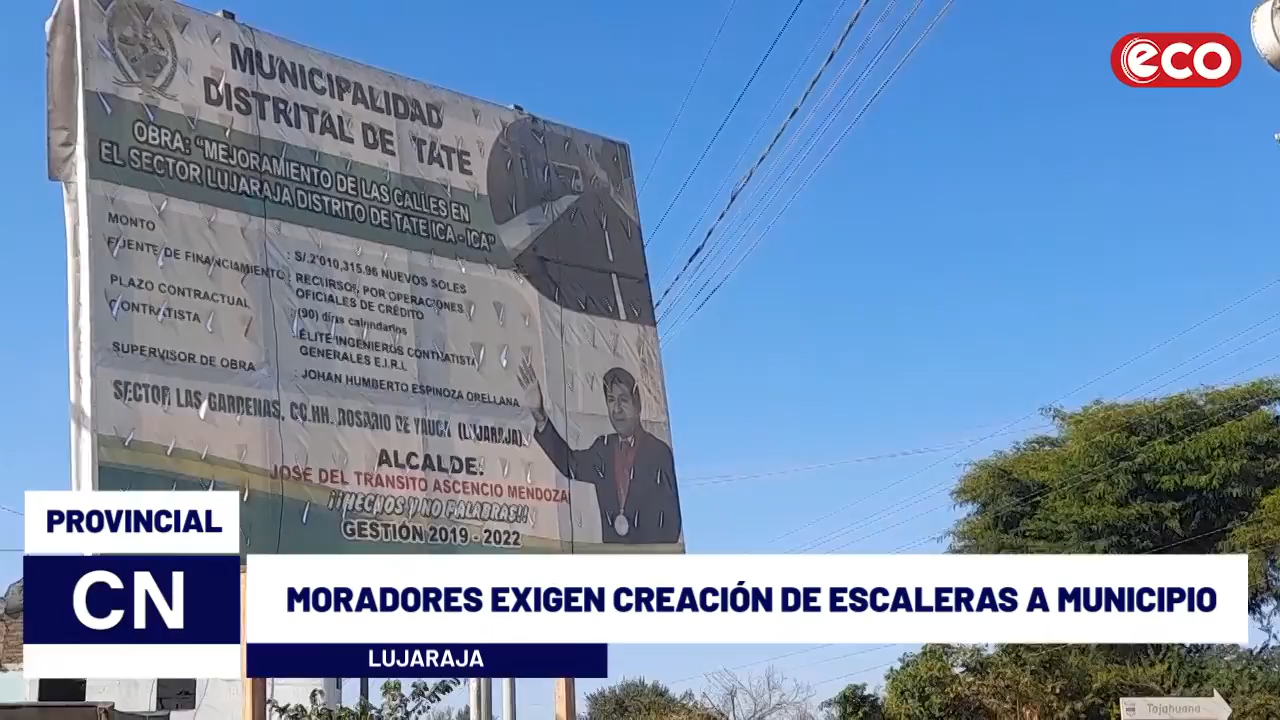 eco
MUNICIPALIDAD
DISTRITAL DE TATE
OBRA: "MEJORAMIENTO DE LAS CALLES EN
EL SECTOR LUJARAJA DISTRITO DE TATE ICA - ICA"
MONTO : S/.2'010,315.96 NUEVOS SOLES
FUENTE DE FINANCIAMIENTO : RECURSOS POR OPERACIONES
OFICIALES DE CRÉDITO
PLAZO CONTRACTUAL : (90) días calendarios
CONTRATISTA : ÉLITE INGENIEROS CONTRATISTA
GENERALES E.I.R.L
SUPERVISOR DE OBRA : JOHAN HUMBERTO ESPINOZA ORELLANA
SECTOR LAS GARDENAS, CC.HH. ROSARIO DE YAUCA (LUJARAJA)
ALCALDE:
JOSE DEL TRANSITO ASCENCIO MENDOZA
¡¡HECHOS Y NO PALABRAS!!
GESTIÓN 2019 - 2022
PROVINCIAL
CN
MORADORES EXIGEN CREACIÓN DE ESCALERAS A MUNICIPIO
LUJARAJA
Tajahuana